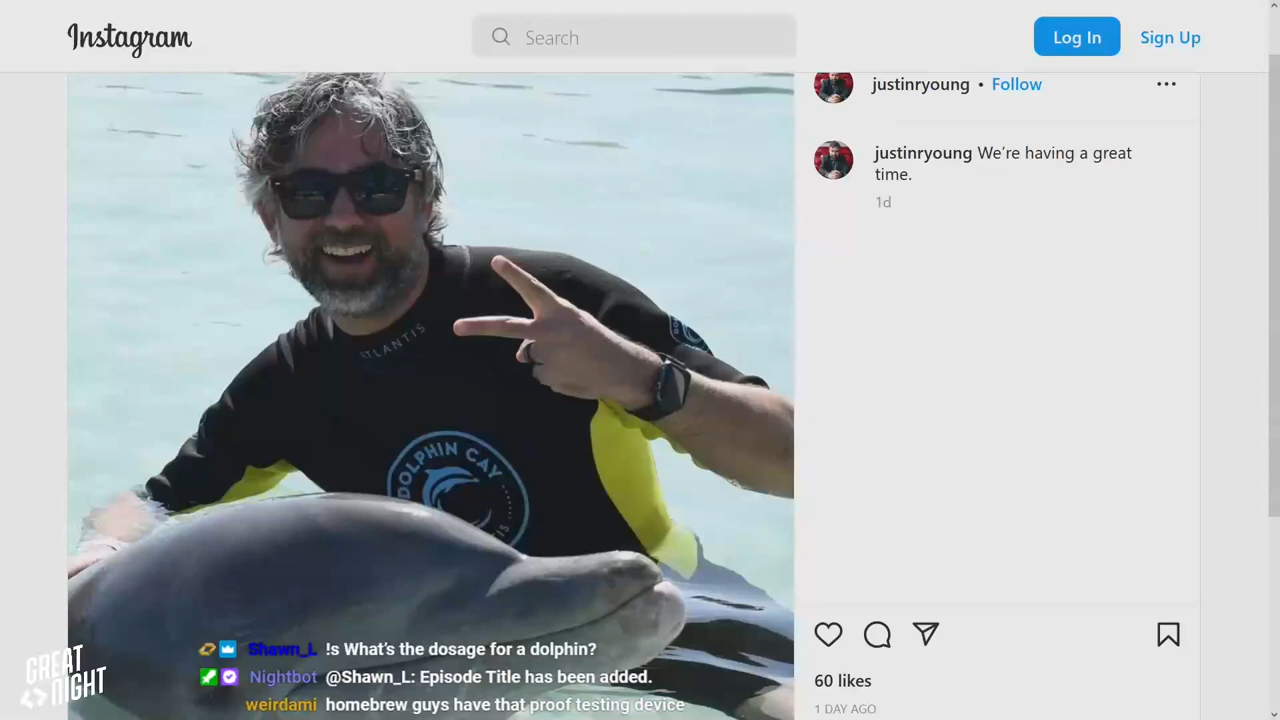 Instagram
Search
Log In
Sign Up
justinryoung • Follow
justinryoung We’re having a great
time.
1d
ATLANTIS
DOLPHIN CAY
60 likes
1 DAY AGO
Shawn_L !s What's the dosage for a dolphin?
Nightbot @Shawn_L: Episode Title has been added.
weirdami homebrew guys have that proof testing device
GREAT
NIGHT